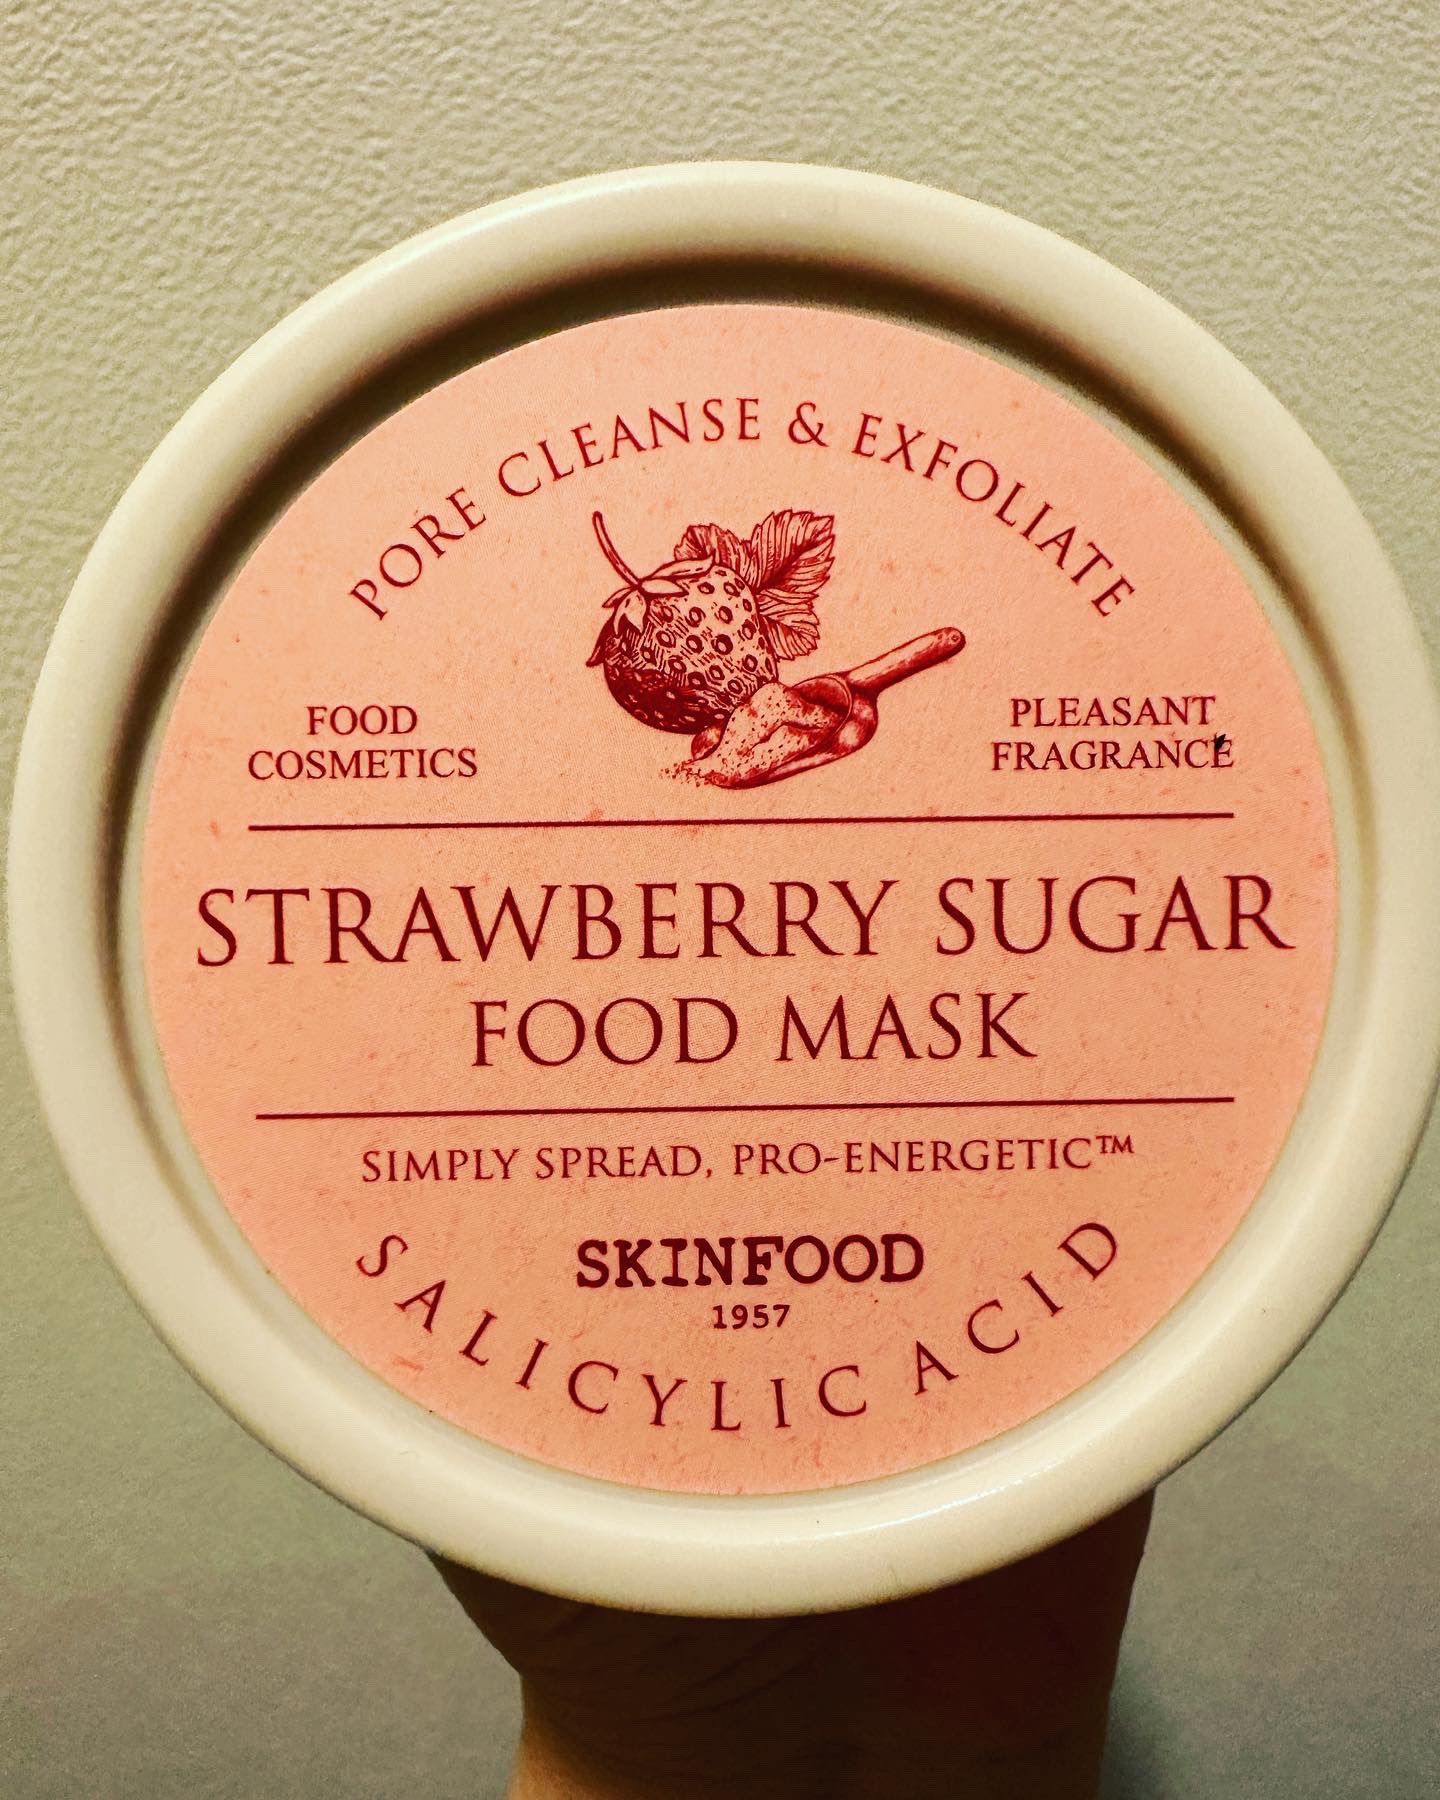 PORE CLEANSE & EXFOLIATE
FOOD
COSMETICS
PLEASANT
FRAGRANCE
STRAWBERRY SUGAR
FOOD MASK
SIMPLY SPREAD, PRO-ENERGETIC™
SKINFOOD
1957
SALICYLIC ACID